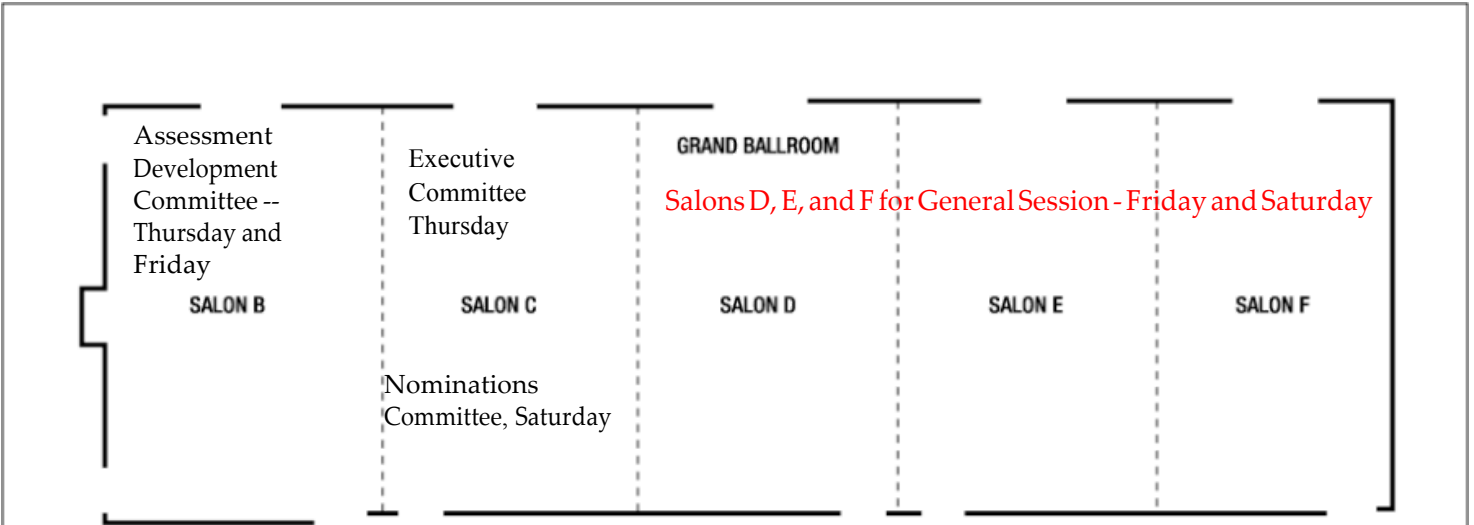 Assessment
Development
Committee --
Thursday and
Friday
Executive
Committee
Thursday
GRAND BALLROOM
Salons D, E, and F for General Session - Friday and Saturday
SALON B
SALON C
SALON D
SALON E
SALON F
Nominations
Committee, Saturday